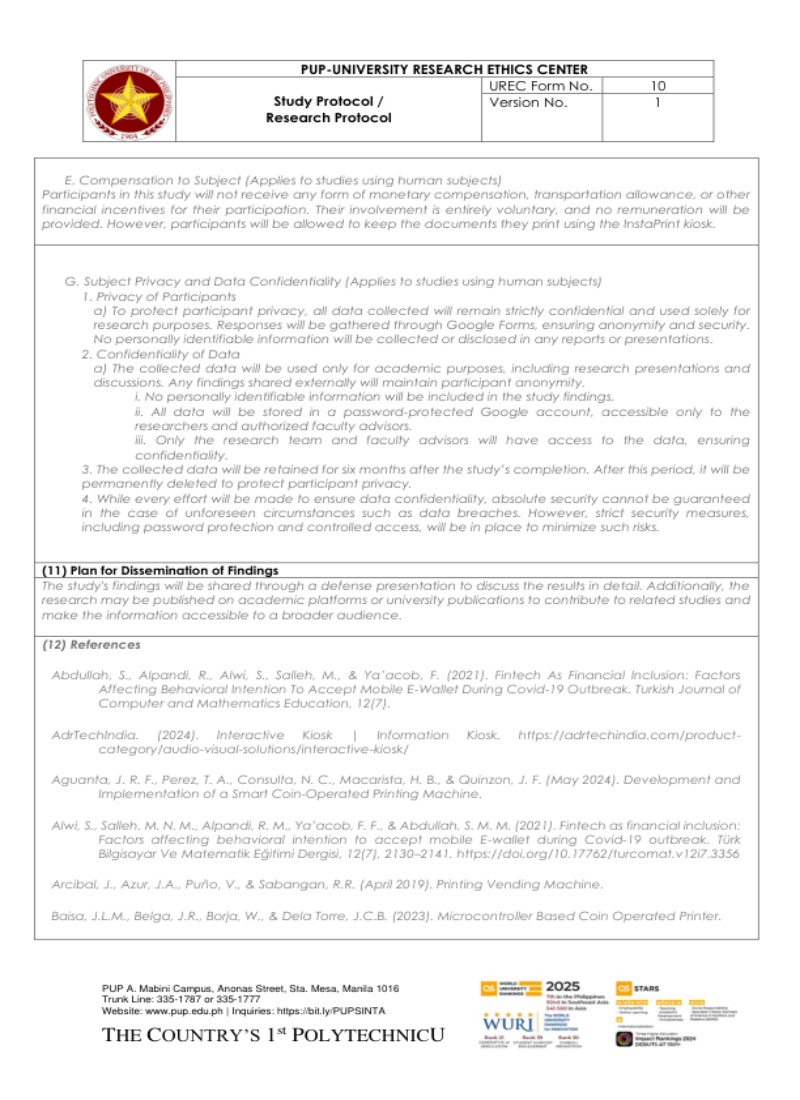 PUP-UNIVERSITY RESEARCH ETHICS CENTER
Study Protocol /
Research Protocol
UREC Form No.
10
Version No.
1
POLYTECHNIC UNIVERSITY OF THE PHILIPPINES
1904
E. Compensation to Subject (Applies to studies using human subjects)
Participants in this study will not receive any form of monetary compensation, transportation allowance, or other
financial incentives for their participation. Their involvement is entirely voluntary, and no remuneration will be
provided. However, participants will be allowed to keep the documents they print using the InstaPrint kiosk.
G. Subject Privacy and Data Confidentiality (Applies to studies using human subjects)
1. Privacy of Participants
a) To protect participant privacy, all data collected will remain strictly confidential and used solely for
research purposes. Responses will be gathered through Google Forms, ensuring anonymity and security.
No personally identifiable information will be collected or disclosed in any reports or presentations.
2. Confidentiality of Data
a) The collected data will be used only for academic purposes, including research presentations and
discussions. Any findings shared externally will maintain participant anonymity.
i. No personally identifiable information will be included in the study findings.
ii. All data will be stored in a password-protected Google account, accessible only to the
researchers and authorized faculty advisors.
iii. Only the research team and faculty advisors will have access to the data, ensuring
confidentiality.
3. The collected data will be retained for six months after the study's completion. After this period, it will be
permanently deleted to protect participant privacy.
4. While every effort will be made to ensure data confidentiality, absolute security cannot be guaranteed
in the case of unforeseen circumstances such as data breaches. However, strict security measures,
including password protection and controlled access, will be in place to minimize such risks.
(11) Plan for Dissemination of Findings
The study's findings will be shared through a defense presentation to discuss the results in detail. Additionally, the
research may be published on academic platforms or university publications to contribute to related studies and
make the information accessible to a broader audience.
(12) References
Abdullah, S., Alpandi, R., Alwi, S., Salleh, M., & Ya'acob, F. (2021). Fintech As Financial Inclusion: Factors
Affecting Behavioral Intention To Accept Mobile E-Wallet During Covid-19 Outbreak. Turkish Journal of
Computer and Mathematics Education, 12(7).
AdrTechIndia. (2024). Interactive Kiosk | Information Kiosk. https://adrtechindia.com/product-
category/audio-visual-solutions/interactive-kiosk/
Aguanta, J. R. F., Perez, T. A., Consulta, N. C., Macarista, H. B., & Quinzon, J. F. (May 2024). Development and
Implementation of a Smart Coin-Operated Printing Machine.
Alwi, S., Salleh, M. N. M., Alpandi, R. M., Ya'acob, F. F., & Abdullah, S. M. M. (2021). Fintech as financial inclusion:
Factors affecting behavioral intention to accept mobile E-wallet during Covid-19 outbreak. Türk
Bilgisayar Ve Matematik Eğitimi Dergisi, 12(7), 2130–2141. https://doi.org/10.17762/turcomat.v12i7.3356
Arcibal, J., Azur, J.A., Puño, V., & Sabangan, R.R. (April 2019). Printing Vending Machine.
Baisa, J.L.M., Belga, J.R., Borja, W., & Dela Torre, J.C.B. (2023). Microcontroller Based Coin Operated Printer.
PUP A. Mabini Campus, Anonas Street, Sta. Mesa, Manila 1016
Trunk Line: 335-1787 or 335-1777
Website: www.pup.edu.ph | Inquiries: https://bit.ly/PUPSINTA
THE COUNTRY'S 1st POLYTECHNICU
QS WORLD UNIVERSITY RANKINGS
2025
7th in the Philippines
QS STARS
WURI
Impact Rankings 2024